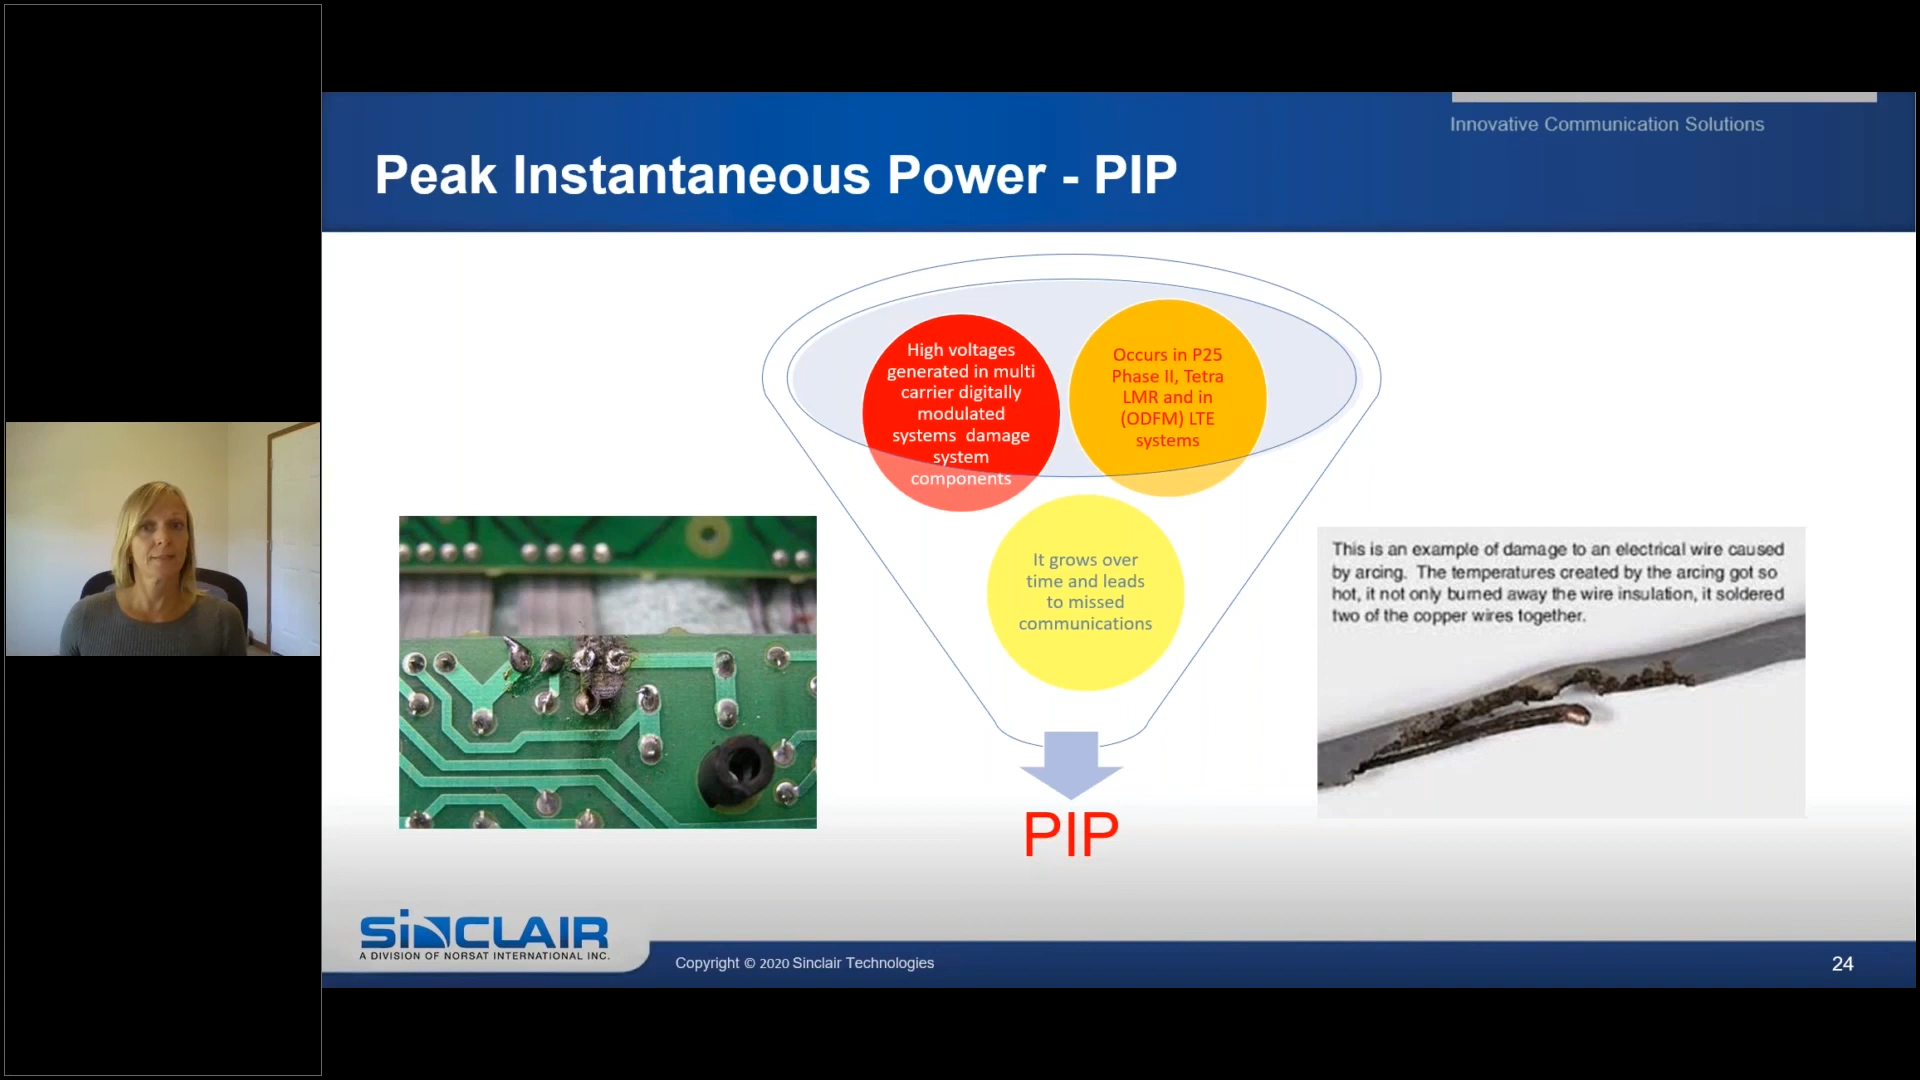 Innovative Communication Solutions
Peak Instantaneous Power - PIP
High voltages
generated in multi
carrier digitally
modulated
systems damage
system
components
Occurs in P25
Phase II, Tetra
LMR and in
(ODFM) LTE
systems
It grows over
time and leads
to missed
communications
This is an example of damage to an electrical wire caused
by arcing. The temperatures created by the arcing got so
hot, it not only burned away the wire insulation, it soldered
two of the copper wires together.
PIP
SINCLAIR
A DIVISION OF NORSAT INTERNATIONAL INC.
Copyright © 2020 Sinclair Technologies
24